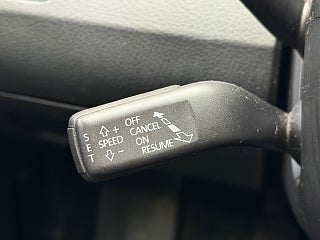 SET
⇧+
SPEED
⇩−
OFF
CANCEL
ON
RESUME